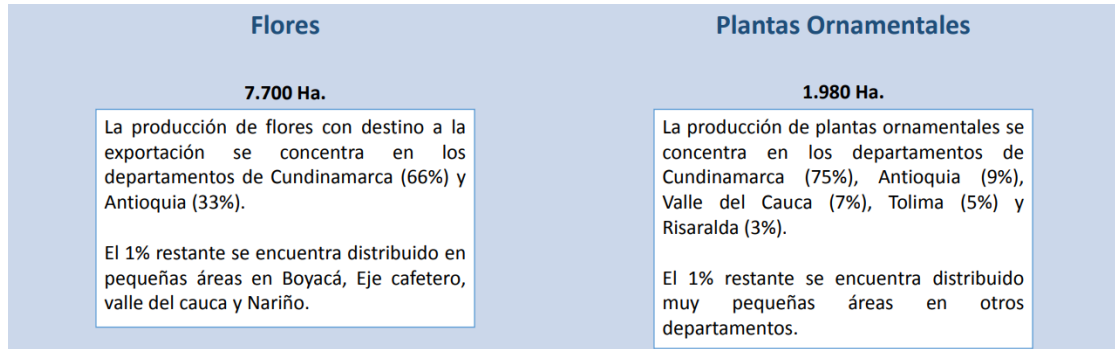 Flores
7.700 Ha.
La producción de flores con destino a la
exportación se concentra en los
departamentos de Cundinamarca (66%) y
Antioquia (33%).
El 1% restante se encuentra distribuido en
pequeñas áreas en Boyacá, Eje cafetero,
valle del cauca y Nariño.
Plantas Ornamentales
1.980 Ha.
La producción de plantas ornamentales se
concentra en los departamentos de
Cundinamarca (75%), Antioquia (9%),
Valle del Cauca (7%), Tolima (5%) y
Risaralda (3%).
El 1% restante se encuentra distribuido
muy pequeñas áreas en otros
departamentos.